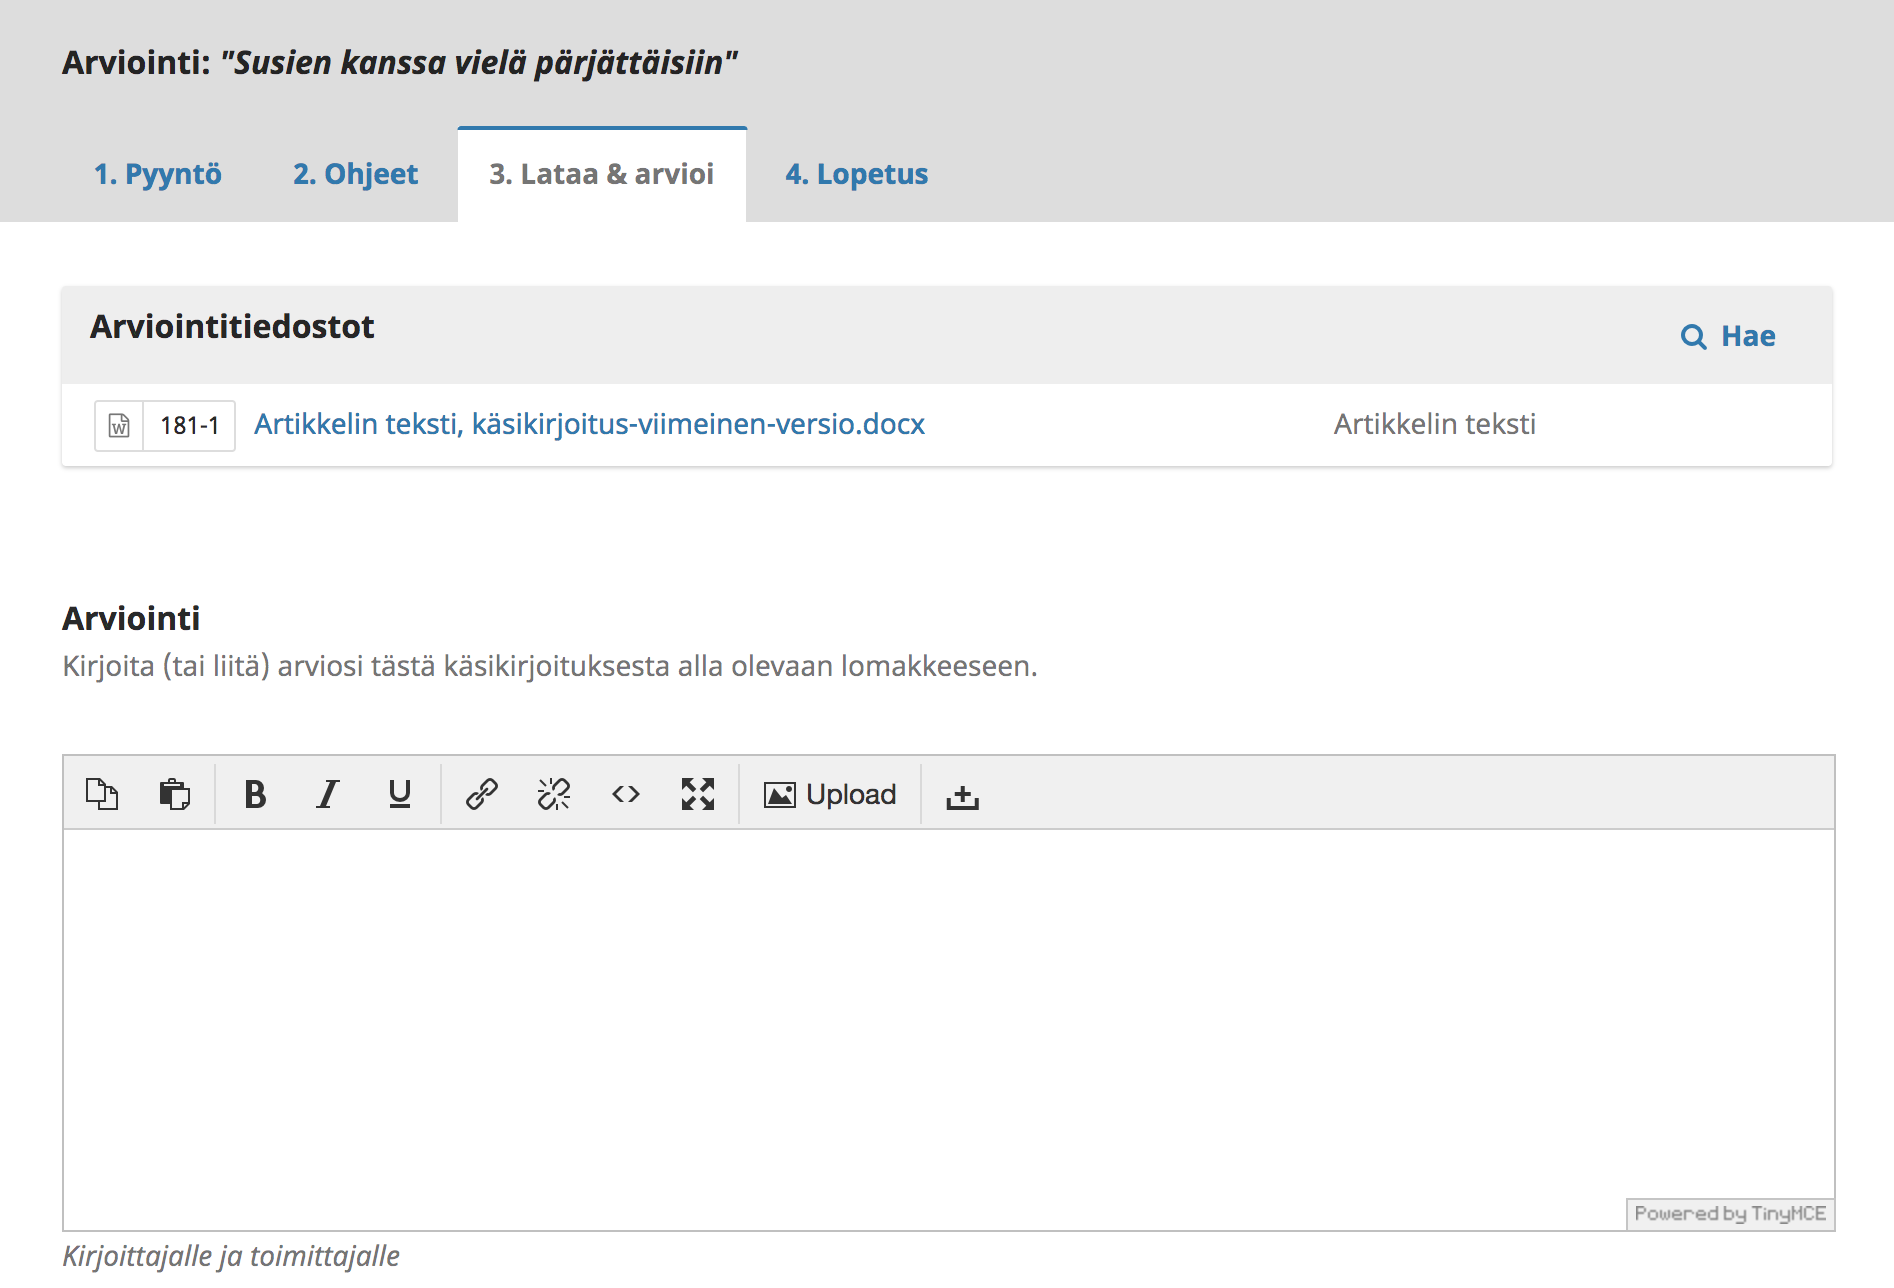 Arviointi: "Susien kanssa vielä pärjättäisiin"
1. Pyyntö 2. Ohjeet 3. Lataa & arvioi 4. Lopetus
Arviointitiedostot
Hae
W 181-1 Artikkelin teksti, käsikirjoitus-viimeinen-versio.docx Artikkelin teksti
Arviointi
Kirjoita (tai liitä) arviosi tästä käsikirjoituksesta alla olevaan lomakkeeseen.
B I U <> Upload
Powered by TinyMCE
Kirjoittajalle ja toimittajalle